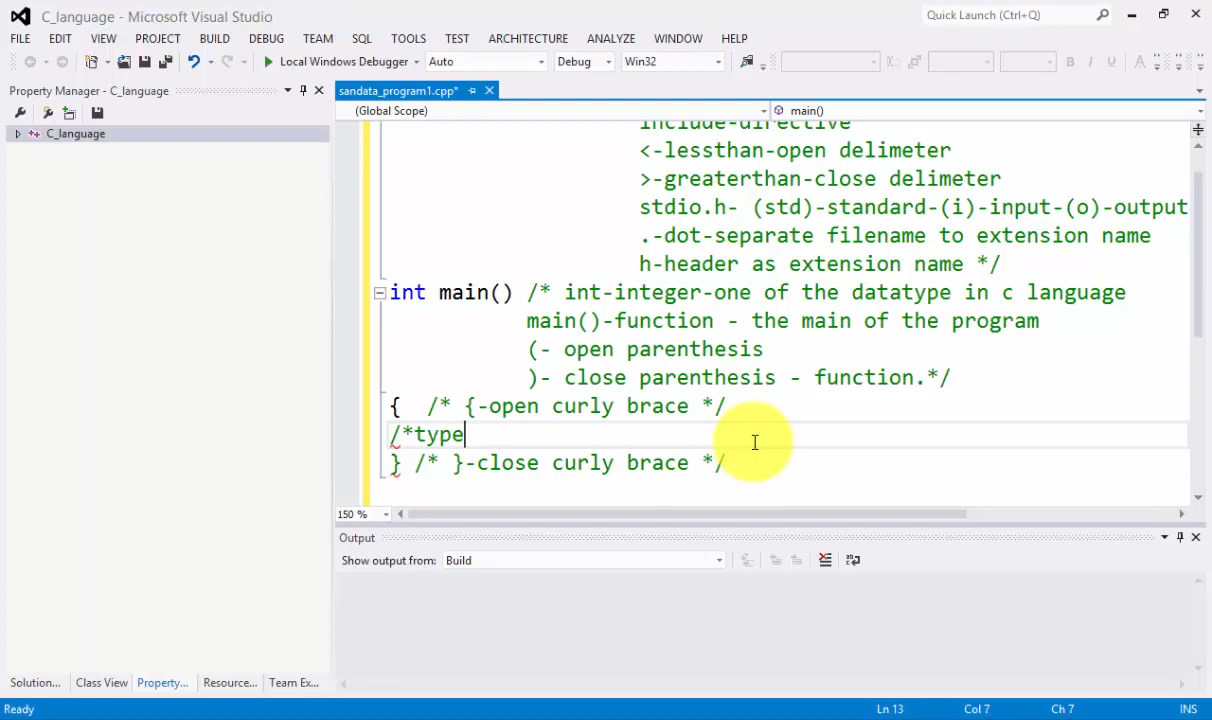 C_language - Microsoft Visual Studio
Quick Launch (Ctrl+Q)
FILE EDIT VIEW PROJECT BUILD DEBUG TEAM SQL TOOLS TEST ARCHITECTURE ANALYZE WINDOW HELP
Local Windows Debugger Auto Debug Win32
Property Manager - C_language
sandata_program1.cpp*
(Global Scope) main()
C_language
include-directive
<-lessthan-open delimeter
>-greaterthan-close delimeter
stdio.h- (std)-standard-(i)-input-(o)-output
.-dot-separate filename to extension name
h-header as extension name */
int main() /* int-integer-one of the datatype in c language
main()-function - the main of the program
(- open parenthesis
)- close parenthesis - function.*/
{ /* {-open curly brace */
/*type
} /* }-close curly brace */
150 %
Output
Show output from: Build
Solution... Class View Property... Resource... Team Ex...
Ready Ln 13 Col 7 Ch 7 INS